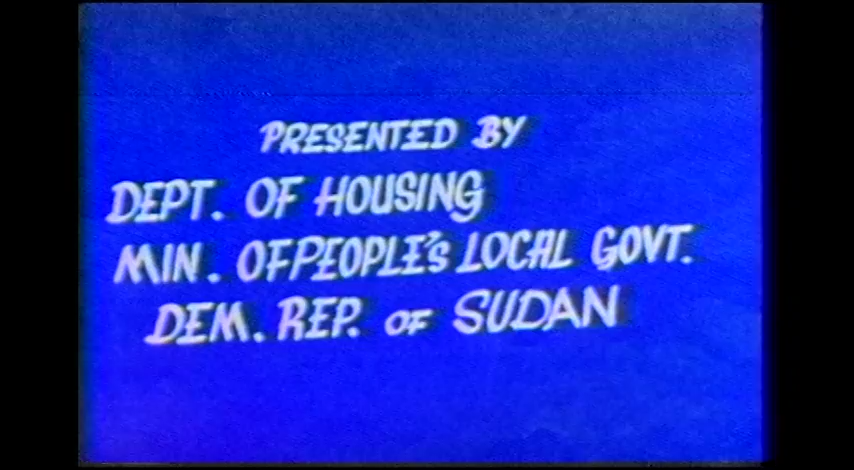 PRESENTED BY
DEPT. OF HOUSING
MIN. OFPEOPLE'S LOCAL GOVT.
DEM. REP. OF SUDAN